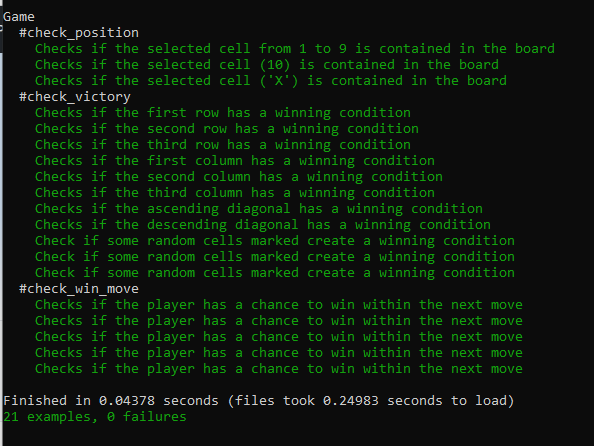 Game
  #check_position
    Checks if the selected cell from 1 to 9 is contained in the board
    Checks if the selected cell (10) is contained in the board
    Checks if the selected cell ('X') is contained in the board
  #check_victory
    Checks if the first row has a winning condition
    Checks if the second row has a winning condition
    Checks if the third row has a winning condition
    Checks if the first column has a winning condition
    Checks if the second column has a winning condition
    Checks if the third column has a winning condition
    Checks if the ascending diagonal has a winning condition
    Checks if the descending diagonal has a winning condition
    Check if some random cells marked create a winning condition
    Check if some random cells marked create a winning condition
    Check if some random cells marked create a winning condition
  #check_win_move
    Checks if the player has a chance to win within the next move
    Checks if the player has a chance to win within the next move
    Checks if the player has a chance to win within the next move
    Checks if the player has a chance to win within the next move
    Checks if the player has a chance to win within the next move

Finished in 0.04378 seconds (files took 0.24983 seconds to load)
21 examples, 0 failures